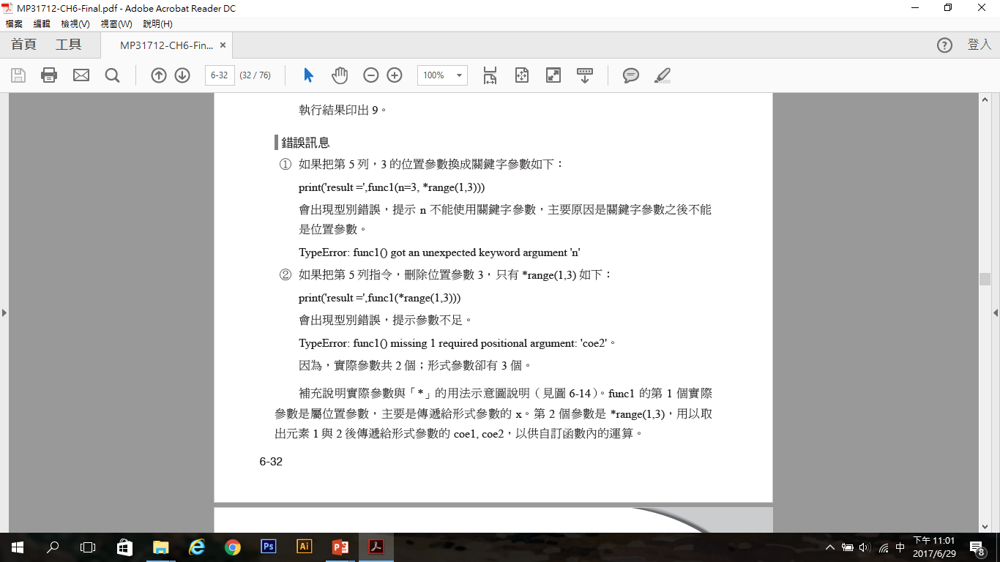 MP31712-CH6-Final.pdf - Adobe Acrobat Reader DC
檔案 編輯 檢視(V) 視窗(W) 說明(H)
首頁 工具 MP31712-CH6-Fin... × 登入
6-32 (32 / 76) 100%
執行結果印出 9。
錯誤訊息
① 如果把第 5 列，3 的位置參數換成關鍵字參數如下：
print('result =',func1(n=3, *range(1,3)))
會出現型別錯誤，提示 n 不能使用關鍵字參數，主要原因是關鍵字參數之後不能
是位置參數。
TypeError: func1() got an unexpected keyword argument 'n'
② 如果把第 5 列指令，刪除位置參數 3，只有 *range(1,3) 如下：
print('result =',func1(*range(1,3)))
會出現型別錯誤，提示參數不足。
TypeError: func1() missing 1 required positional argument: 'coe2'。
因為，實際參數共 2 個；形式參數卻有 3 個。
補充說明實際參數與「*」的用法示意圖說明（見圖 6-14）。func1 的第 1 個實際
參數是屬位置參數，主要是傳遞給形式參數的 x。第 2 個參數是 *range(1,3)，用以取
出元素 1 與 2 後傳遞給形式參數的 coe1, coe2，以供自訂函數內的運算。
6-32
Ps Ai 中 下午 11:01
2017/6/29 8